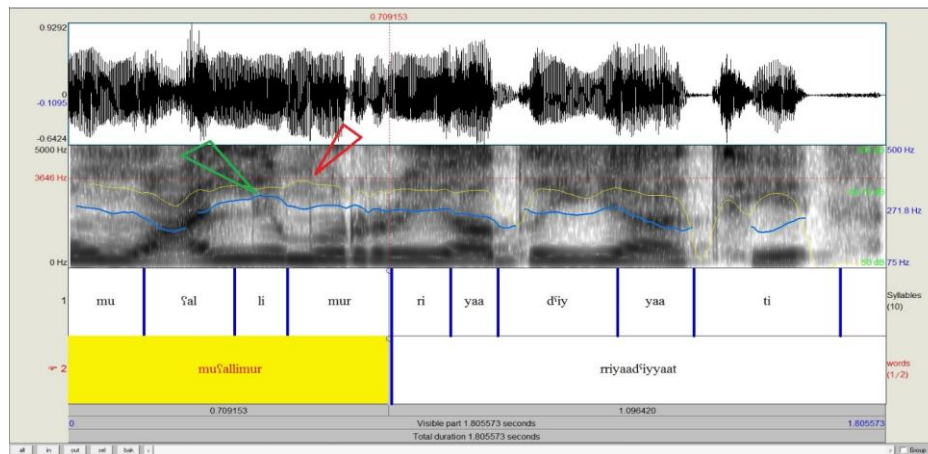 0.709153
0.9292
0
-0.1095
-0.6424
5000 Hz
500 Hz
3646 Hz
271.8 Hz
0 Hz
50 dB
75 Hz
1
mu ʕal li mur ri yaa dˤiy yaa ti
Syllables
(10)
2
muʕallimur
rriyaadˤiyyaat
words
(1/2)
0.709153
1.096420
0
Visible part 1.805573 seconds
1.805573
Total duration 1.805573 seconds
all in out sel bak
Group